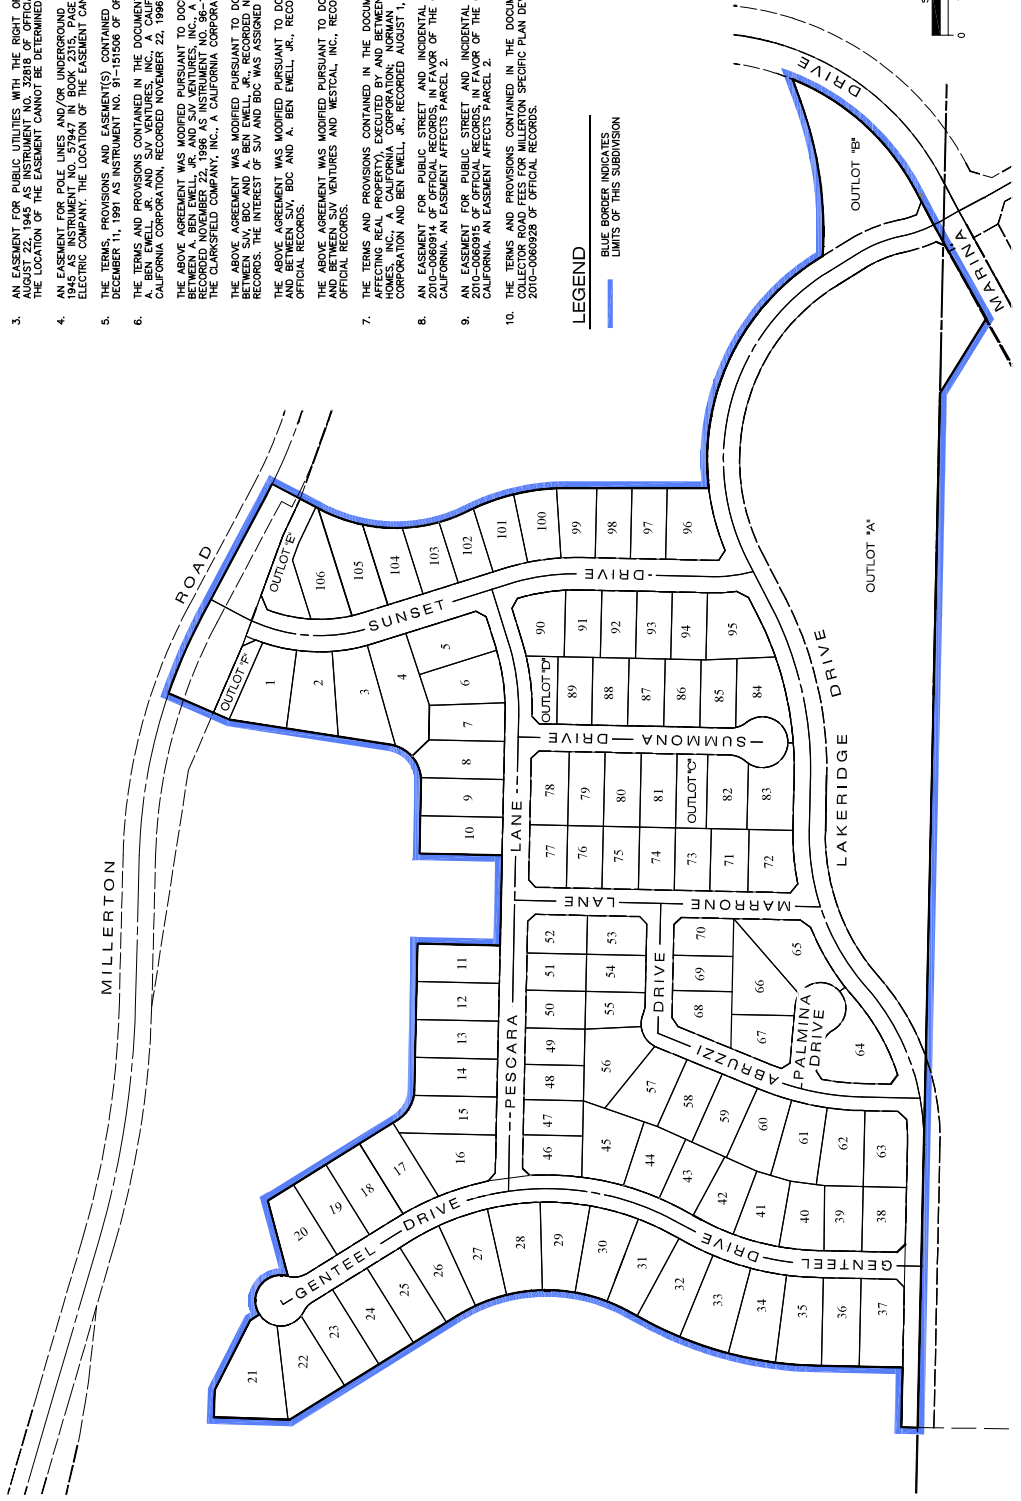 3. AN EASEMENT FOR PUBLIC UTILITIES WITH THE RIGHT OF
AUGUST 22, 1945 AS INSTRUMENT NO. 32818 OF OFFICIA
THE LOCATION OF THE EASEMENT CANNOT BE DETERMINED
4. AN EASEMENT FOR POLE LINES AND/OR UNDERGROUND
1945 AS INSTRUMENT NO. 57947 IN BOOK 2315, PAGE
ELECTRIC COMPANY. THE LOCATION OF THE EASEMENT CAN
5. THE TERMS, PROVISIONS AND EASEMENT(S) CONTAINED
DECEMBER 11, 1991 AS INSTRUMENT NO. 91-151506 OF OF
6. THE TERMS AND PROVISIONS CONTAINED IN THE DOCUMENT
A. BEN EWELL, JR. AND SJV VENTURES, INC., A CALIF
CALIFORNIA CORPORATION, RECORDED NOVEMBER 22, 1996
THE ABOVE AGREEMENT WAS MODIFIED PURSUANT TO DOC
BETWEEN A. BEN EWELL, JR. AND SJV VENTURES, INC., A
RECORDED NOVEMBER 22, 1996 AS INSTRUMENT NO. 96-
THE CLARKSFIELD COMPANY, INC., A CALIFORNIA CORPORA
THE ABOVE AGREEMENT WAS MODIFIED PURSUANT TO DO
BETWEEN SJV, BDC AND A. BEN EWELL, JR., RECORDED N
RECORDS. THE INTEREST OF SJV AND BDC WAS ASSIGNED
THE ABOVE AGREEMENT WAS MODIFIED PURSUANT TO DO
AND BETWEEN SJV, BDC AND A. BEN EWELL, JR., RECO
OFFICIAL RECORDS.
THE ABOVE AGREEMENT WAS MODIFIED PURSUANT TO DO
AND BETWEEN SJV VENTURES AND WESTCAL, INC., RECO
OFFICIAL RECORDS.
7. TERMS AND PROVISIONS CONTAINED IN THE DOCUM
AFFECTING REAL PROPERTY), EXECUTED BY AND BETWEEN
HOMES, INC., A CALIFORNIA CORPORATION; NORMAN
CORPORATION, AND BEN EWELL, JR., RECORDED AUGUST 1,
8. AN EASEMENT FOR PUBLIC STREET AND INCIDENTAL
2010-0060914 OF OFFICIAL RECORDS, IN FAVOR OF THE
CALIFORNIA. AN EASEMENT AFFECTS PARCEL 2.
9. AN EASEMENT FOR PUBLIC STREET AND INCIDENTAL
2010-0060915 OF OFFICIAL RECORDS, IN FAVOR OF THE
CALIFORNIA. AN EASEMENT AFFECTS PARCEL 2.
10. THE TERMS AND PROVISIONS CONTAINED IN THE DOCUM
COLLECTOR ROAD FEES FOR MILLERTON SPECIFIC PLAN DE
2010-0060928 OF OFFICIAL RECORDS.
LEGEND
BLUE BORDER INDICATES
LIMITS OF THIS SUBDIVISION
MILLERTON ROAD
OUTLOT "F"
OUTLOT "E"
SUNSET DRIVE
1
2
3
4
5
6
7
8
9
10
11
12
13
14
15
16
17
18
19
20
21
22
23
24
25
26
27
28
29
30
31
32
33
34
35
36
37
38
39
40
41
42
43
44
45
46
47
48
49
50
51
52
53
54
55
56
57
58
59
60
61
62
63
64
65
66
67
68
69
70
71
72
73
74
75
76
77
78
79
80
81
OUTLOT "C"
82
83
84
85
86
87
88
89
OUTLOT "D"
90
91
92
93
94
95
96
97
98
99
100
101
102
103
104
105
106
PESCARA LANE
GENTEEL DRIVE
GENTEEL DRIVE
ABRUZZI DRIVE
PALMINA
DRIVE
MARRONE LANE
SUMMONA DRIVE
LAKERIDGE DRIVE
OUTLOT "A"
OUTLOT "B"
MARINA DRIVE
0